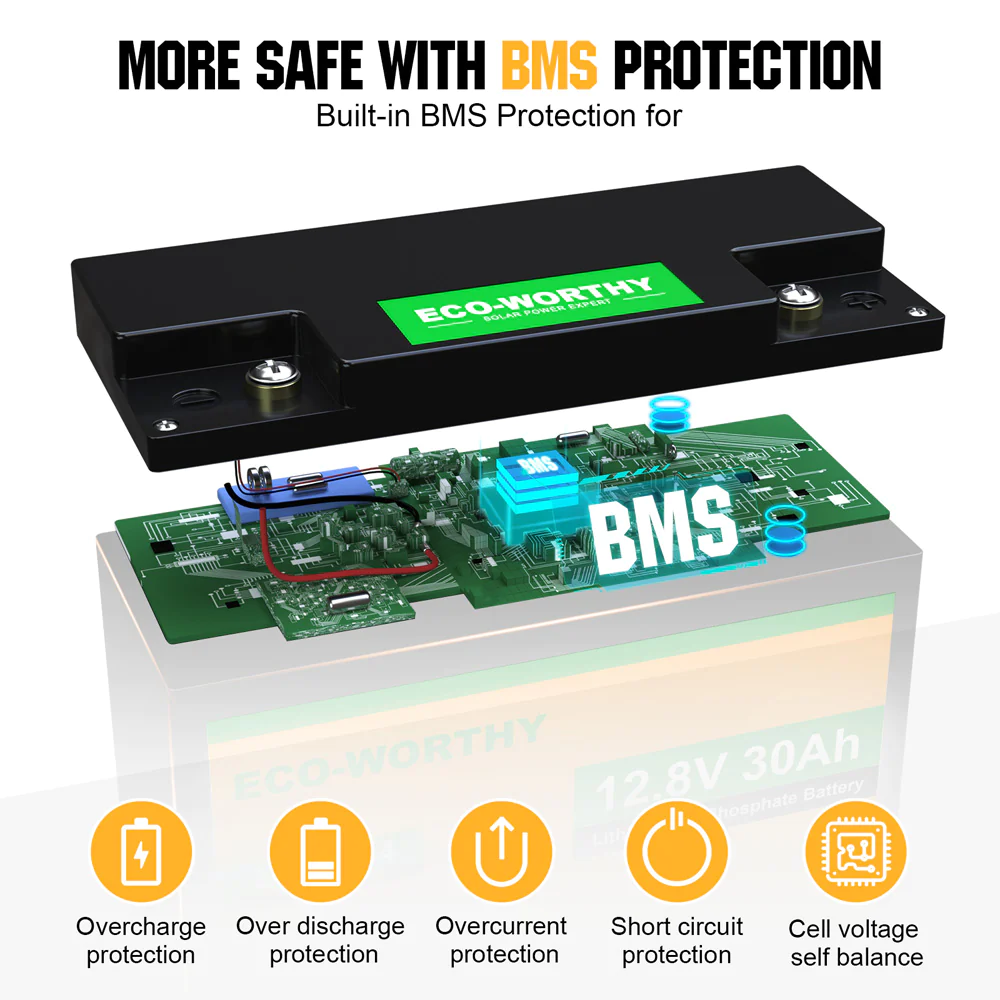 MORE SAFE WITH BMS PROTECTION
Built-in BMS Protection for
ECO-WORTHY
SOLAR POWER EXPERT
BMS
BMS
ECO-WORTHY
12.8V 30Ah
Phosphate Battery
Overcharge
protection
Over discharge
protection
Overcurrent
protection
Short circuit
protection
Cell voltage
self balance